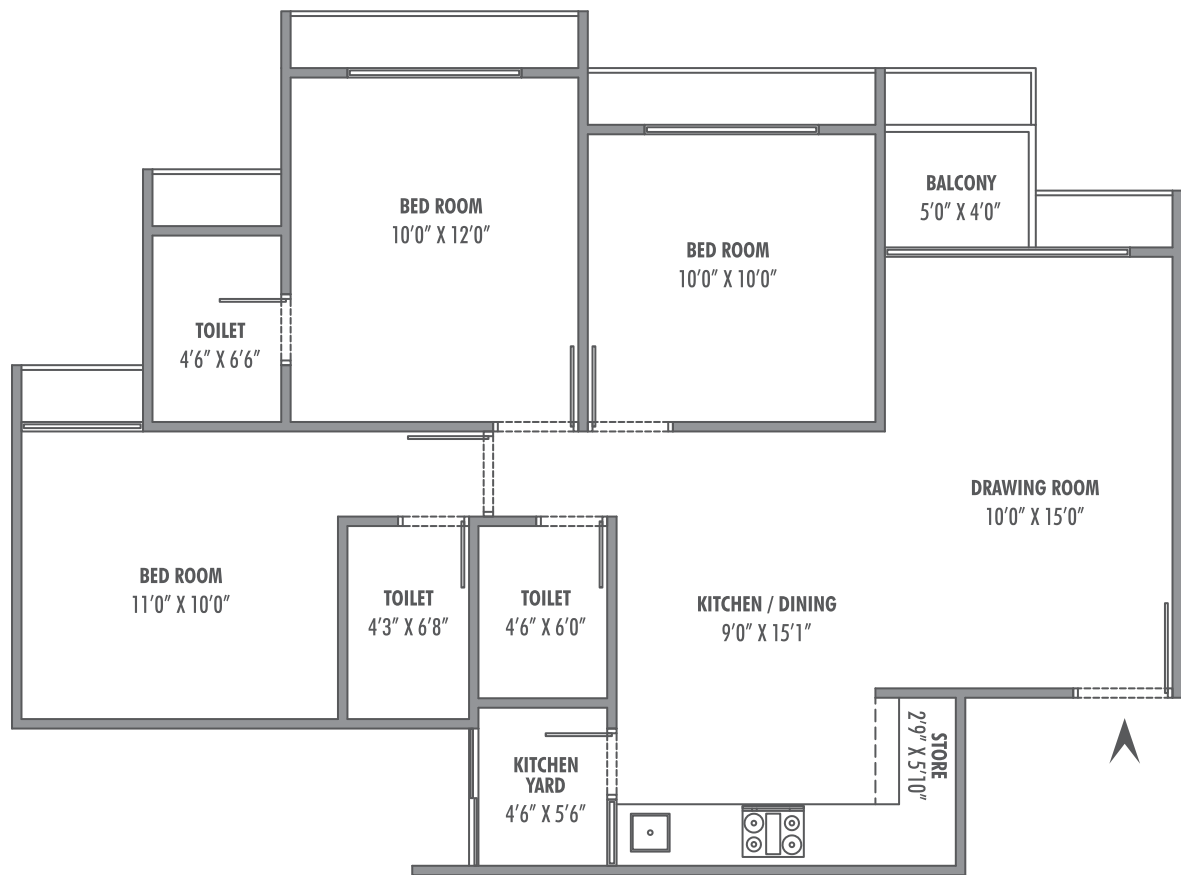 BED ROOM
10'0" X 12'0"
BED ROOM
10'0" X 10'0"
BALCONY
5'0" X 4'0"
TOILET
4'6" X 6'6"
DRAWING ROOM
10'0" X 15'0"
BED ROOM
11'0" X 10'0"
TOILET
4'3" X 6'8"
TOILET
4'6" X 6'0"
KITCHEN / DINING
9'0" X 15'1"
STORE
2'9" X 5'10"
KITCHEN
YARD
4'6" X 5'6"